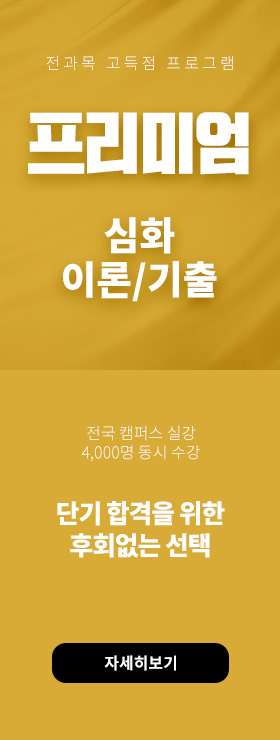 전과목 고득점 프로그램
프리미엄
심화
이론/기출
전국 캠퍼스 실강
4,000명 동시 수강
단기 합격을 위한
후회없는 선택
자세히보기